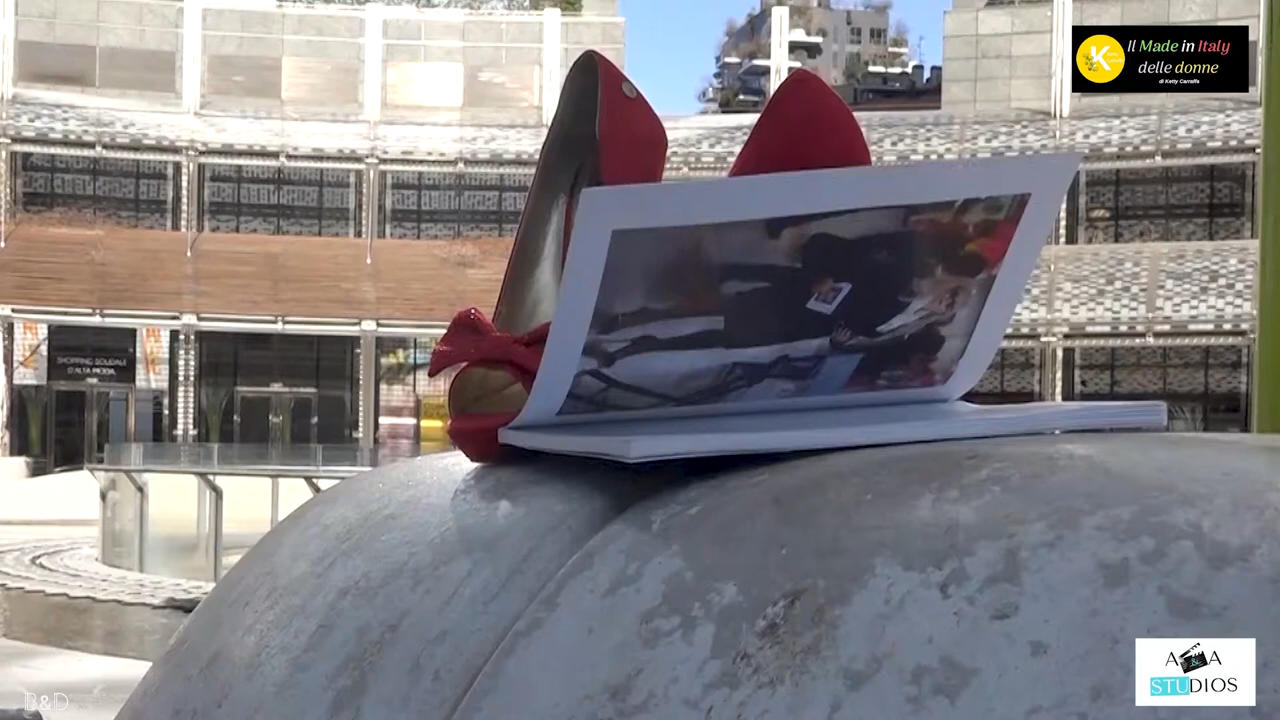 Il Made in Italy
delle donne
di Ketty Carraffa
K
SHOPPING SOLIDALE
D'ALTA MODA
A & A
STUDIOS
B&D